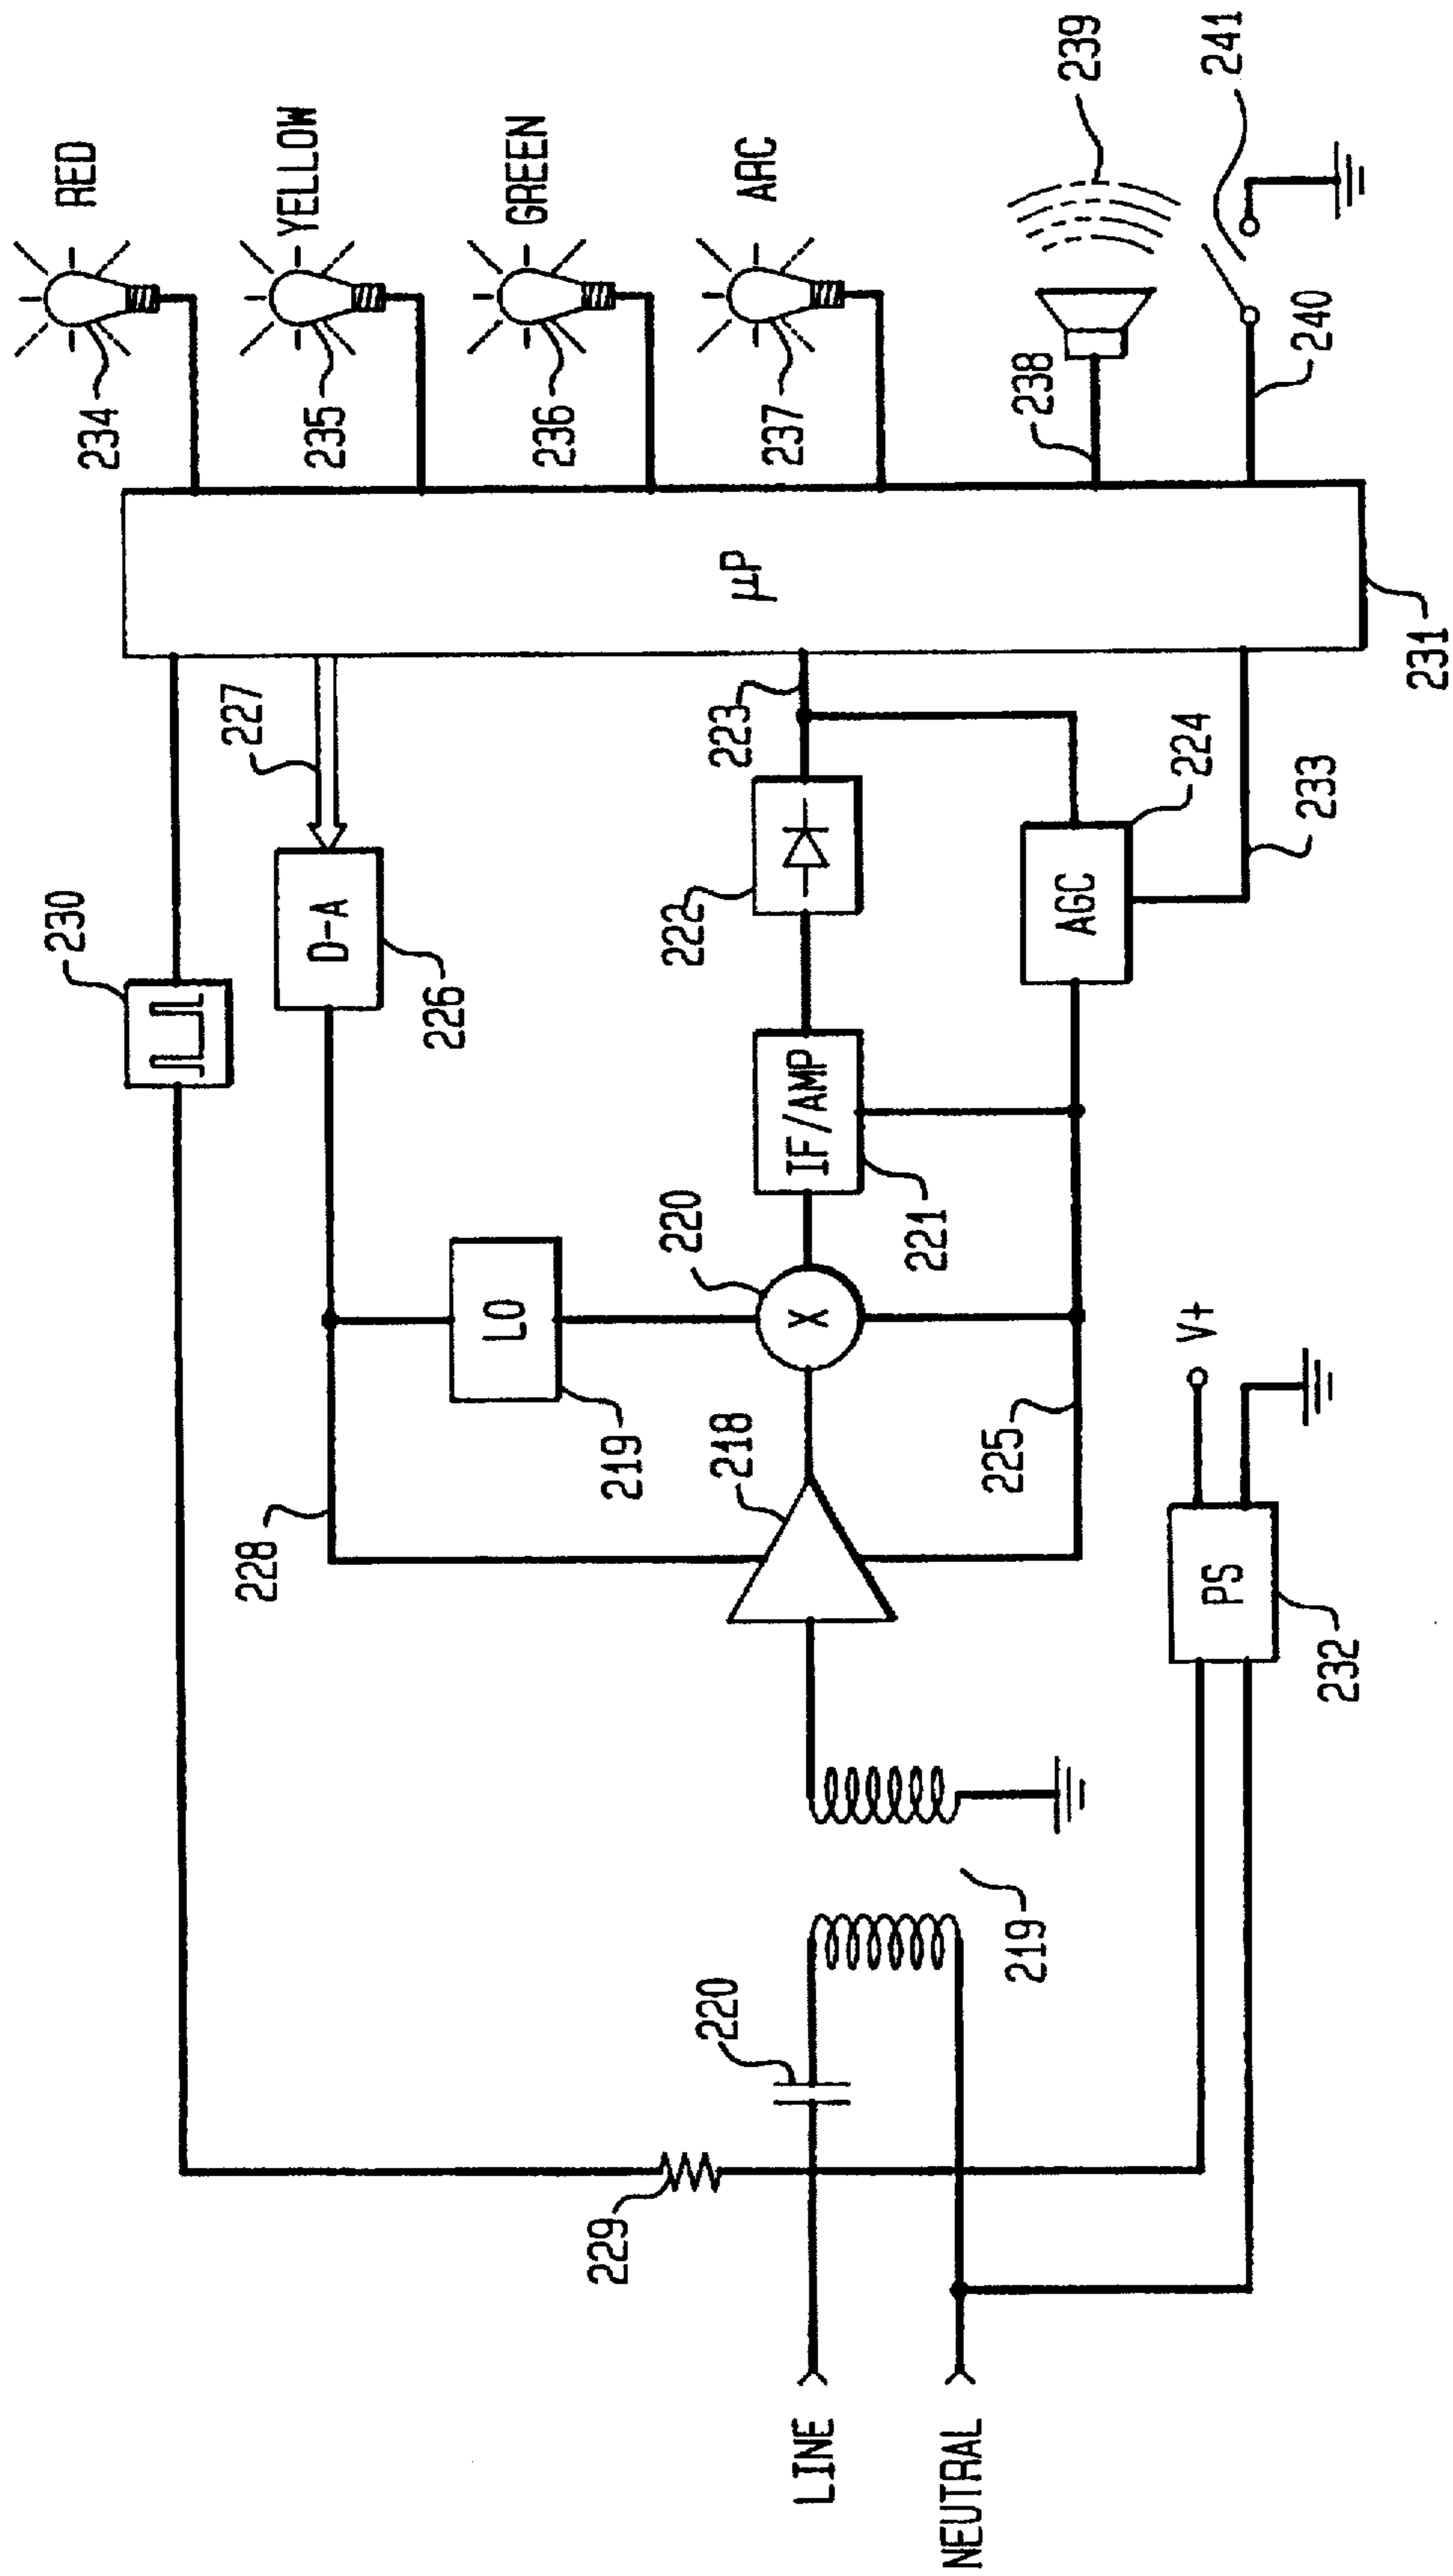 RED
234
YELLOW
235
GREEN
236
ARC
237
238
239
240
241
µP
231
230
227
D-A
226
228
LO
219
220
IF/AMP
221
222
223
AGC
224
233
225
218
V+
PS
232
219
220
229
LINE
NEUTRAL